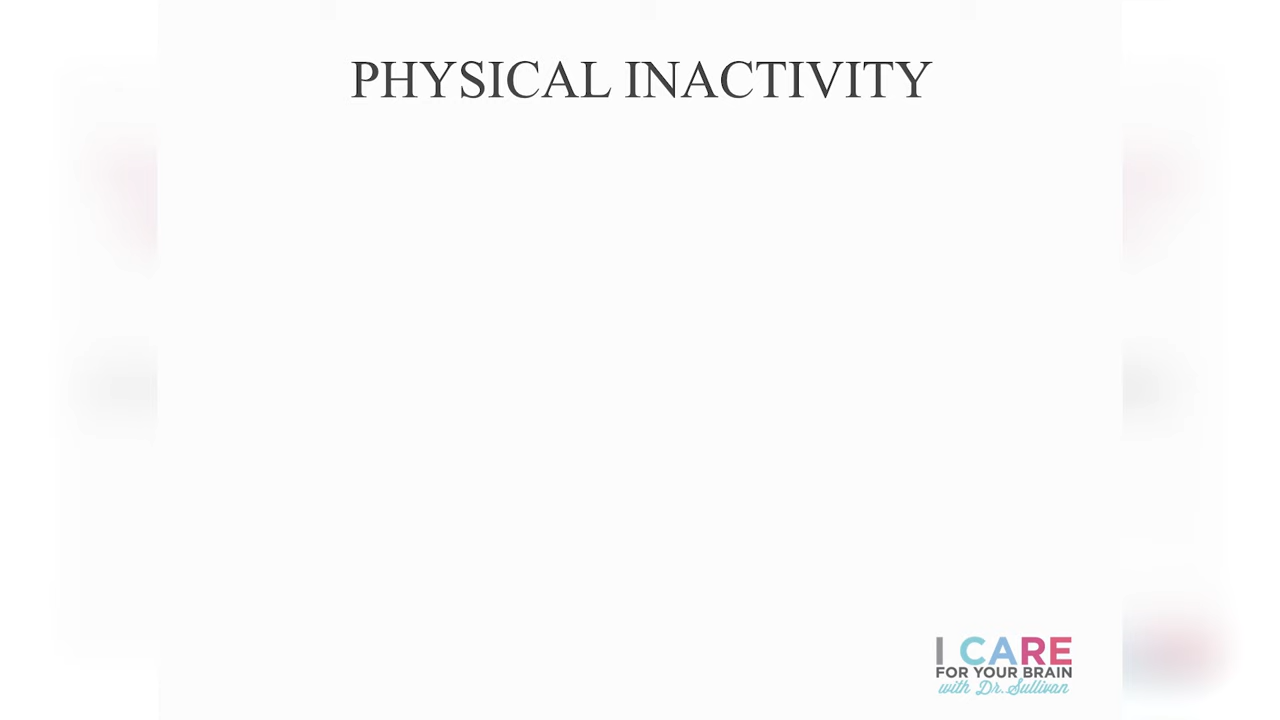 PHYSICAL INACTIVITY
I CARE
FOR YOUR BRAIN
with Dr. Sullivan